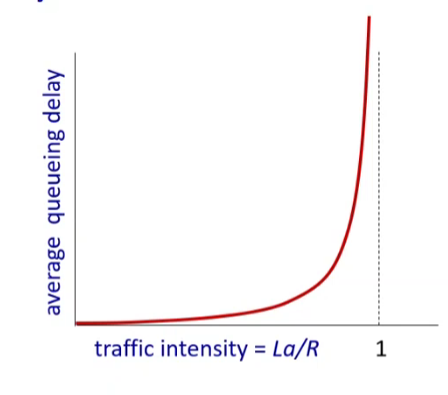 average queueing delay
traffic intensity = La/R
1